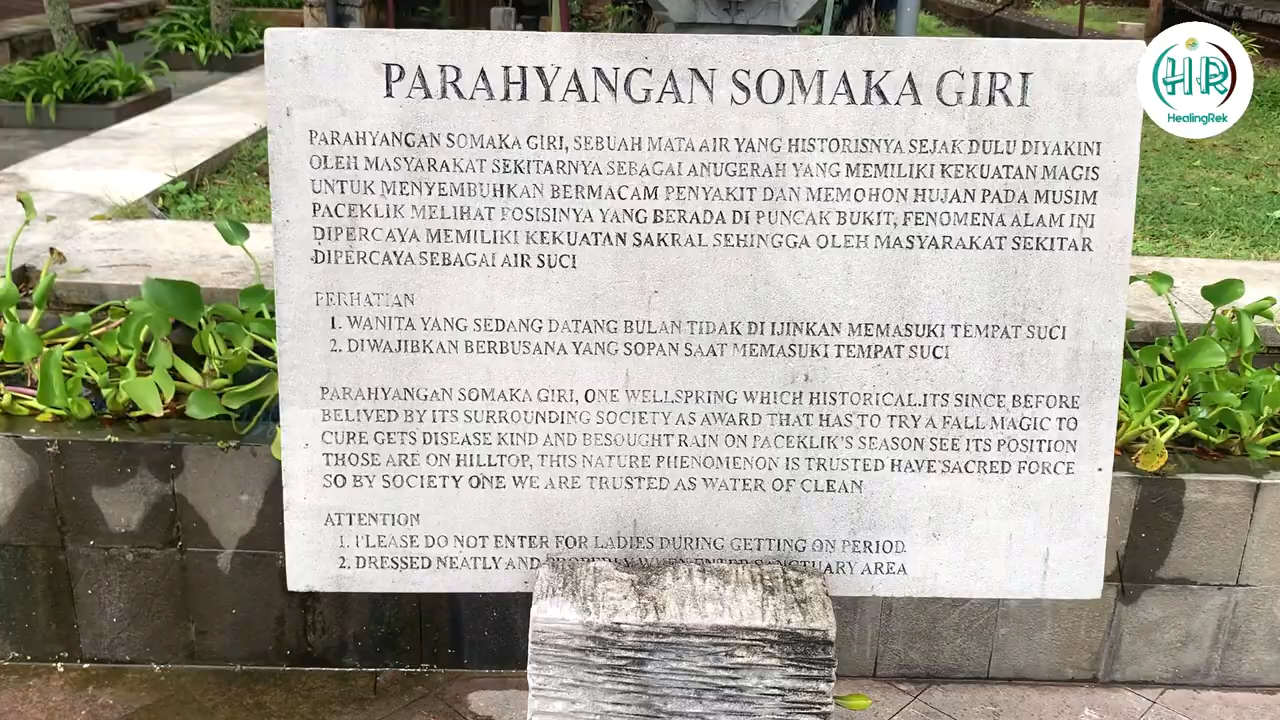 PARAHYANGAN SOMAKA GIRI
HR
HealingRek
PARAHYANGAN SOMAKA GIRI, SEBUAH MATA AIR YANG HISTORISNYA SEJAK DULU DIYAKINI
OLEH MASYARAKAT SEKITARNYA SEBAGAI ANUGERAH YANG MEMILIKI KEKUATAN MAGIS
UNTUK MENYEMBUHKAN BERMACAM PENYAKIT DAN MEMOHON HUJAN PADA MUSIM
PACEKLIK MELIHAT POSISINYA YANG BERADA DI PUNCAK BUKIT, FENOMENA ALAM INI
DIPERCAYA MEMILIKI KEKUATAN SAKRAL SEHINGGA OLEH MASYARAKAT SEKITAR
DIPERCAYA SEBAGAI AIR SUCI
PERHATIAN
1. WANITA YANG SEDANG DATANG BULAN TIDAK DI IJINKAN MEMASUKI TEMPAT SUCI
2. DIWAJIBKAN BERBUSANA YANG SOPAN SAAT MEMASUKI TEMPAT SUCI
PARAHYANGAN SOMAKA GIRI, ONE WELLSPRING WHICH HISTORICAL.ITS SINCE BEFORE
BELIVED BY ITS SURROUNDING SOCIETY AS AWARD THAT HAS TO TRY A FALL MAGIC TO
CURE GETS DISEASE KIND AND BESOUGHT RAIN ON PACEKLIK'S SEASON SEE ITS POSITION
THOSE ARE ON HILLTOP, THIS NATURE PHENOMENON IS TRUSTED HAVE SACRED FORCE
SO BY SOCIETY ONE WE ARE TRUSTED AS WATER OF CLEAN
ATTENTION
1. PLEASE DO NOT ENTER FOR LADIES DURING GETTING ON PERIOD.
2. DRESSED NEATLY AND PROPERLY WHEN ENTER SANCTUARY AREA